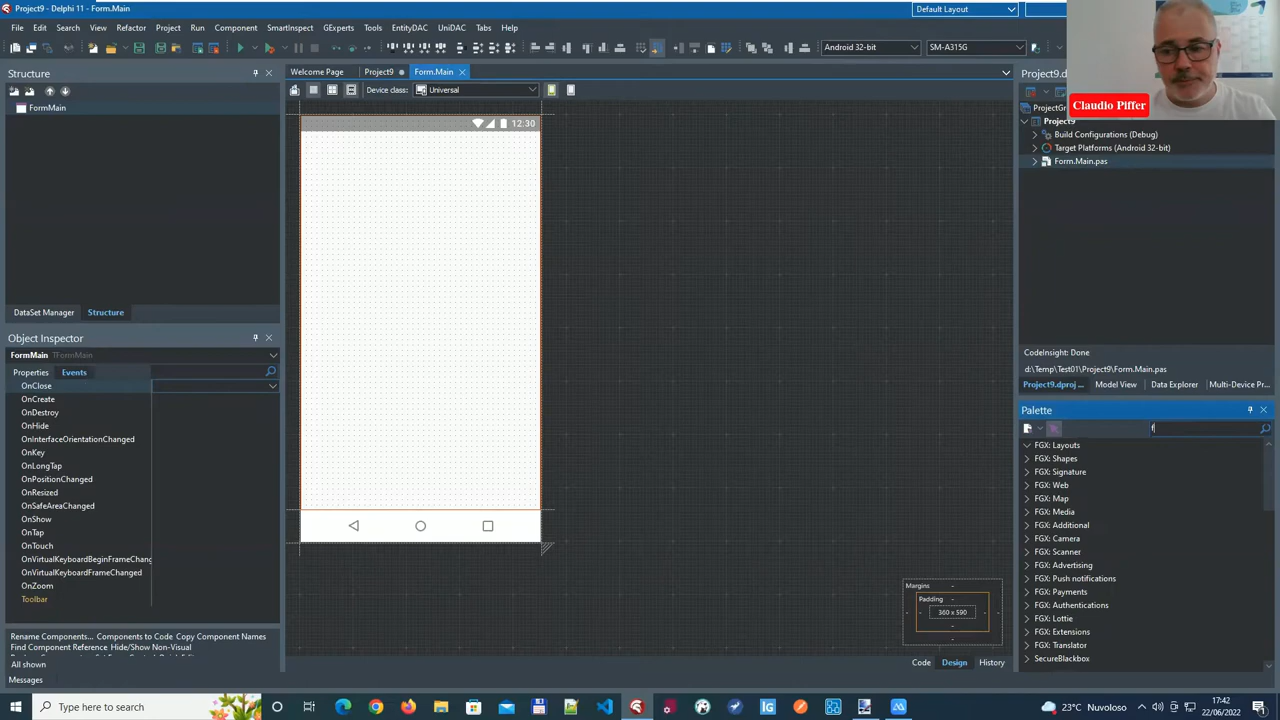 Project9 - Delphi 11 - Form.Main
Default Layout
File Edit Search View Refactor Project Run Component SmartInspect GExperts Tools EntityDAC UniDAC Tabs Help
Android 32-bit
SM-A315G
Structure
Welcome Page Project9 Form.Main
Device class: Universal
FormMain
12:30
Project9.d
Claudio Piffer
ProjectGr
Project9
Build Configurations (Debug)
Target Platforms (Android 32-bit)
Form.Main.pas
DataSet Manager Structure
Object Inspector
FormMain TFormMain
Properties Events
OnClose
OnCreate
OnDestroy
OnHide
OnInterfaceOrientationChanged
OnKey
OnLongTap
OnPositionChanged
OnResized
OnSafeAreaChanged
OnShow
OnTap
OnTouch
OnVirtualKeyboardBeginFrameChang
OnVirtualKeyboardFrameChanged
OnZoom
Toolbar
Rename Components... Components to Code Copy Component Names
Find Component Reference Hide/Show Non-Visual
All shown
Messages
CodeInsight: Done
d:\Temp\Test01\Project9\Form.Main.pas
Project9.dproj ... Model View Data Explorer Multi-Device Pr...
Palette
f
FGX: Layouts
FGX: Shapes
FGX: Signature
FGX: Web
FGX: Map
FGX: Media
FGX: Additional
FGX: Camera
FGX: Scanner
FGX: Advertising
FGX: Push notifications
FGX: Payments
FGX: Authentications
FGX: Lottie
FGX: Extensions
FGX: Translator
SecureBlackbox
Margins
Padding
360 x 590
Code Design History
Type here to search
23°C Nuvoloso
17:42
22/06/2022